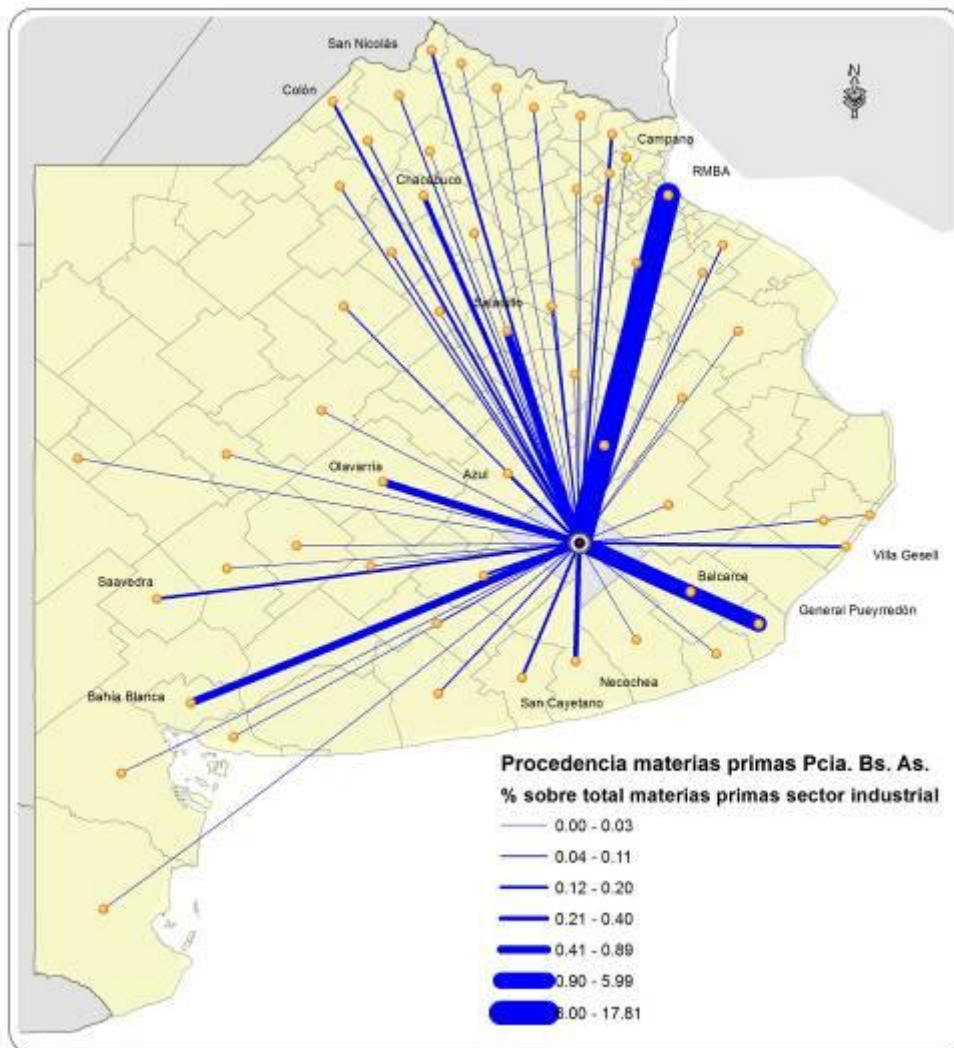 San Nicolás
Colón
Campana
Chacabuco
RMBA
Saladillo
Olavarría
Azul
Saavedra
Villa Gesell
Balcarce
General Pueyrredón
Bahía Blanca
Necochea
San Cayetano
N
Procedencia materias primas Pcia. Bs. As.
% sobre total materias primas sector industrial
0.00 - 0.03
0.04 - 0.11
0.12 - 0.20
0.21 - 0.40
0.41 - 0.89
0.90 - 5.99
6.00 - 17.81